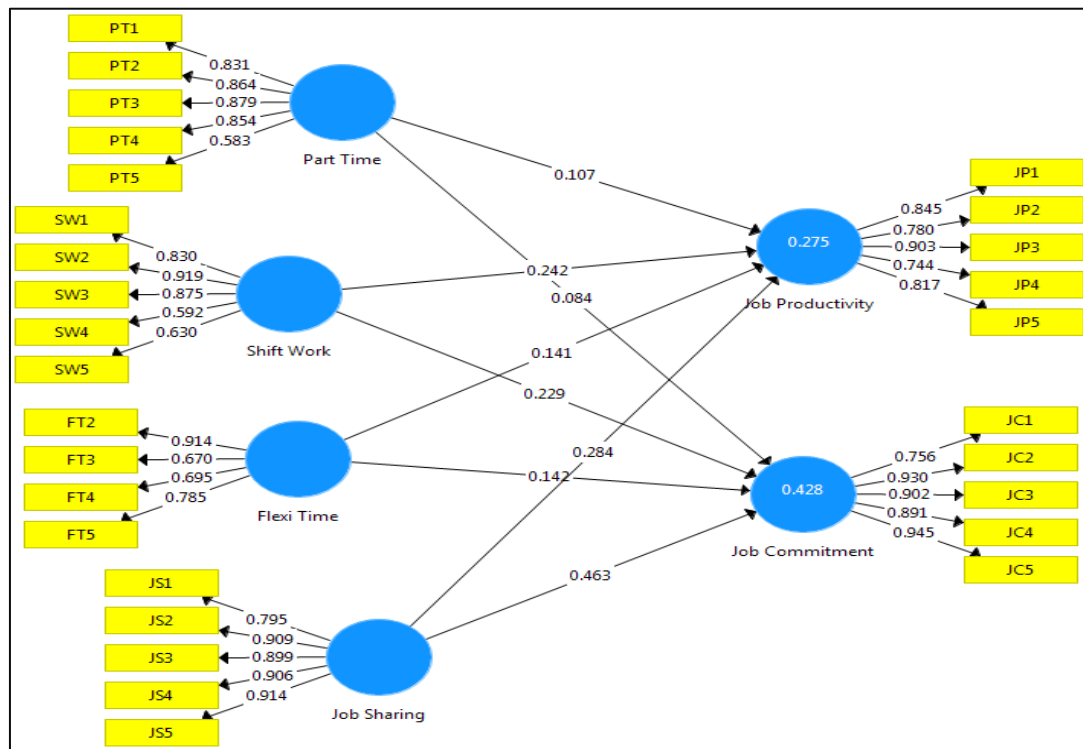 PT1
PT2
PT3
PT4
PT5
0.831
0.864
0.879
0.854
0.583
Part Time
SW1
SW2
SW3
SW4
SW5
0.830
0.919
0.875
0.592
0.630
Shift Work
FT2
FT3
FT4
FT5
0.914
0.670
0.695
0.785
Flexi Time
JS1
JS2
JS3
JS4
JS5
0.795
0.909
0.899
0.906
0.914
Job Sharing
0.107
0.242
0.084
0.141
0.229
0.284
0.142
0.463
0.275
Job Productivity
0.845
0.780
0.903
0.744
0.817
JP1
JP2
JP3
JP4
JP5
0.428
Job Commitment
0.756
0.930
0.902
0.891
0.945
JC1
JC2
JC3
JC4
JC5